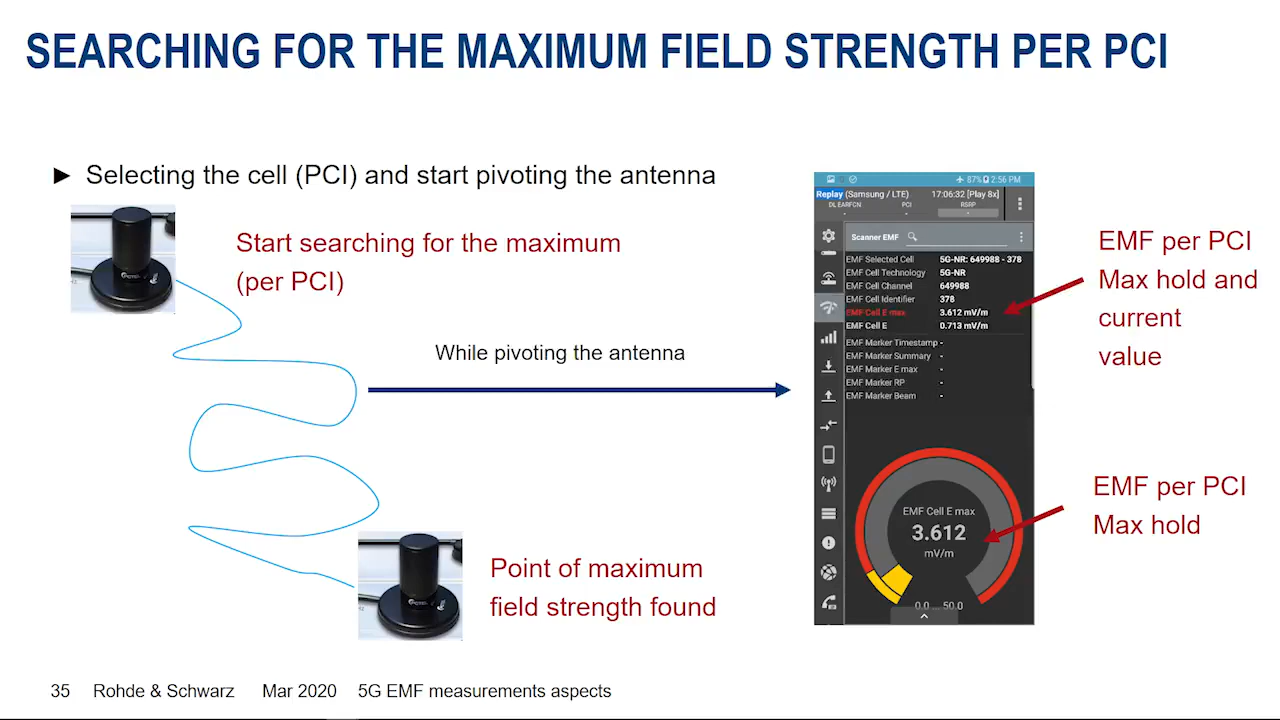 SEARCHING FOR THE MAXIMUM FIELD STRENGTH PER PCI
► Selecting the cell (PCI) and start pivoting the antenna
Start searching for the maximum
(per PCI)
While pivoting the antenna
Point of maximum
field strength found
87% 2:56 PM
Replay (Samsung / LTE) 17:06:32 [Play 8x]
DL EARFCN PCI RSRP
- - -
Scanner EMF
EMF Selected Cell 5G-NR: 649988 - 378
EMF Cell Technology 5G-NR
EMF Cell Channel 649988
EMF Cell Identifier 378
EMF Cell E max 3.612 mV/m
EMF Cell E 0.713 mV/m
EMF Marker Timestamp -
EMF Marker Summary -
EMF Marker E max -
EMF Marker RP -
EMF Marker Beam -
EMF Cell E max
3.612
mV/m
0.0 ... 50.0
EMF per PCI
Max hold and
current
value
EMF per PCI
Max hold
35 Rohde & Schwarz Mar 2020 5G EMF measurements aspects